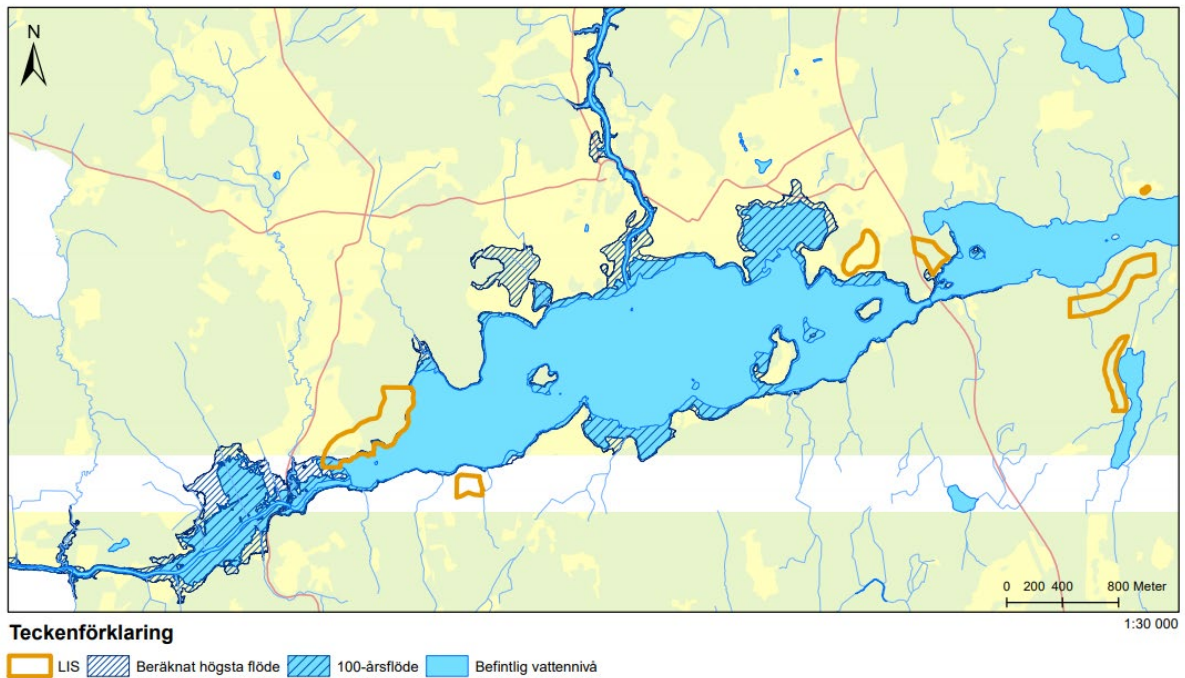 N
0 200 400 800 Meter
1:30 000
Teckenförklaring
LIS Beräknat högsta flöde 100-årsflöde Befintlig vattennivå